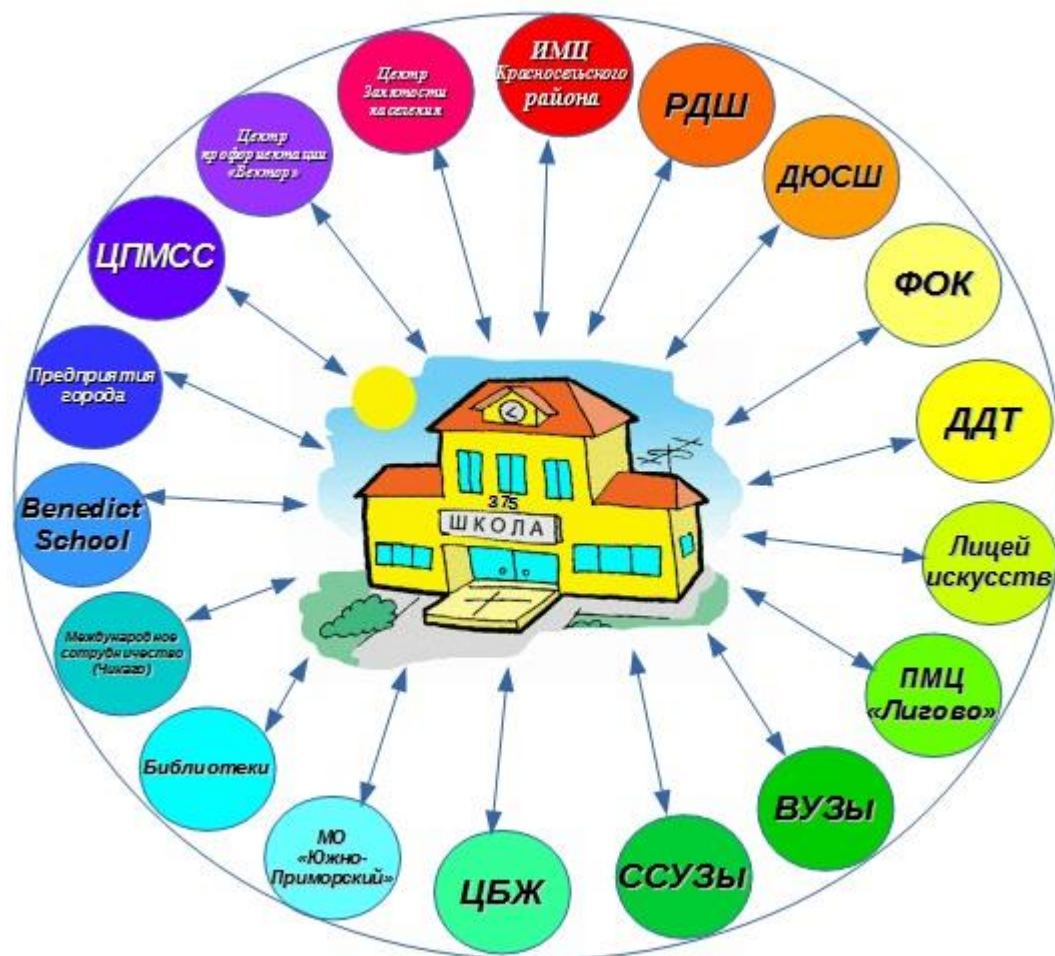 ИМЦ
Красносельского
района
РДШ
ДЮСШ
ФОК
ДДТ
Лицей
искусств
ПМЦ
«Лигово»
ВУЗы
ССУЗы
ЦБЖ
МО
«Южно-
Приморский»
Библиотеки
Международное
сотрудничество
(Чикаго)
Benedict
School
Предприятия
города
ЦПМСС
Центр
профориентации
«Вектор»
Центр
Занятости
населения
375
ШКОЛА